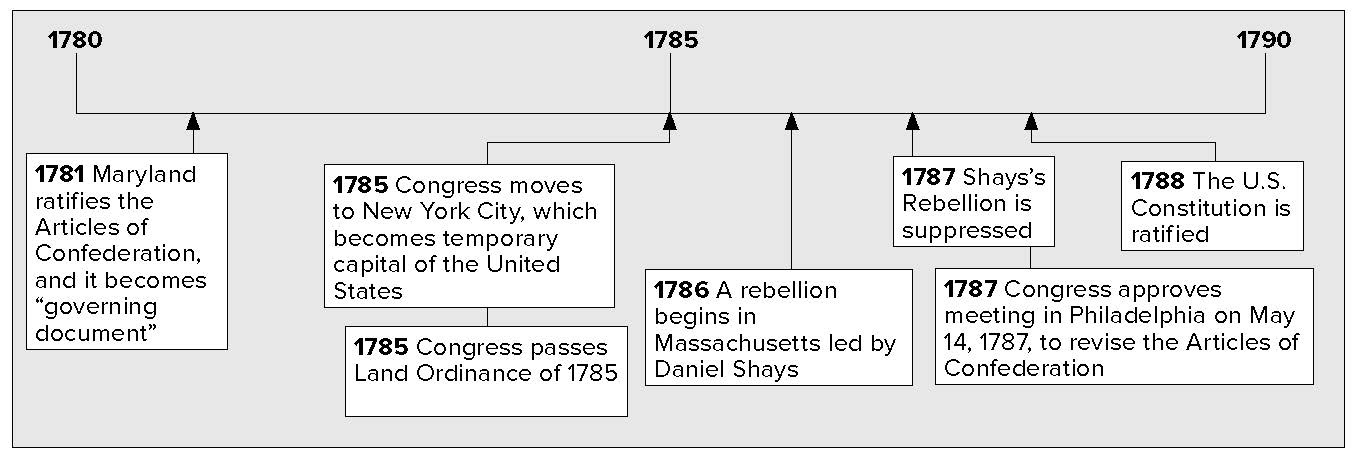 1780
1785
1790
1781 Maryland
ratifies the
Articles of
Confederation,
and it becomes
“governing
document”
1785 Congress moves
to New York City, which
becomes temporary
capital of the United
States
1785 Congress passes
Land Ordinance of 1785
1786 A rebellion
begins in
Massachusetts led by
Daniel Shays
1787 Shays’s
Rebellion is
suppressed
1787 Congress approves
meeting in Philadelphia on May
14, 1787, to revise the Articles of
Confederation
1788 The U.S.
Constitution is
ratified